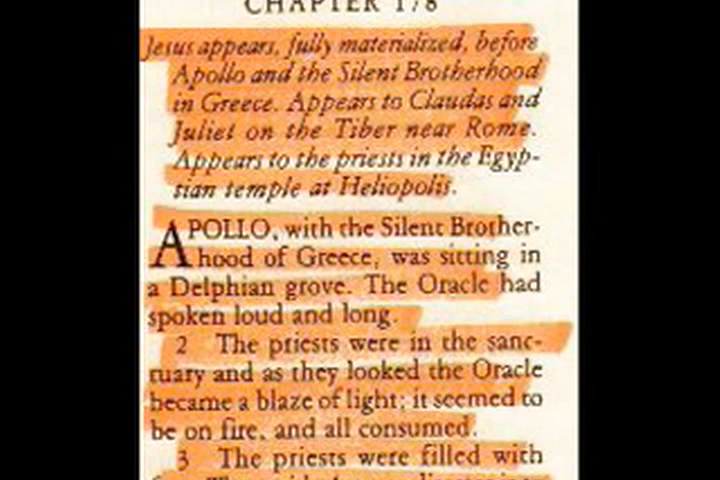 CHAPTER 178
Jesus appears, fully materialized, before
Apollo and the Silent Brotherhood
in Greece. Appears to Claudas and
Juliet on the Tiber near Rome.
Appears to the priests in the Egyp-
tian temple at Heliopolis.
APOLLO, with the Silent Brother-
hood of Greece, was sitting in
a Delphian grove. The Oracle had
spoken loud and long.
2 The priests were in the sanc-
tuary and as they looked the Oracle
became a blaze of light; it seemed to
be on fire, and all consumed.
3 The priests were filled with